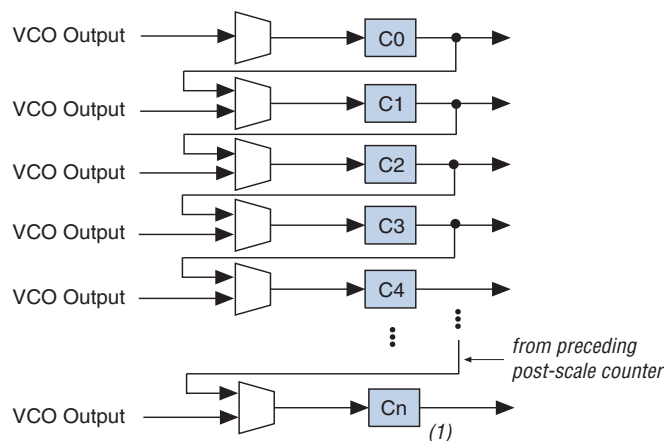 VCO Output
C0
VCO Output
C1
VCO Output
C2
VCO Output
C3
VCO Output
C4
from preceding
post-scale counter
VCO Output
Cn
(1)